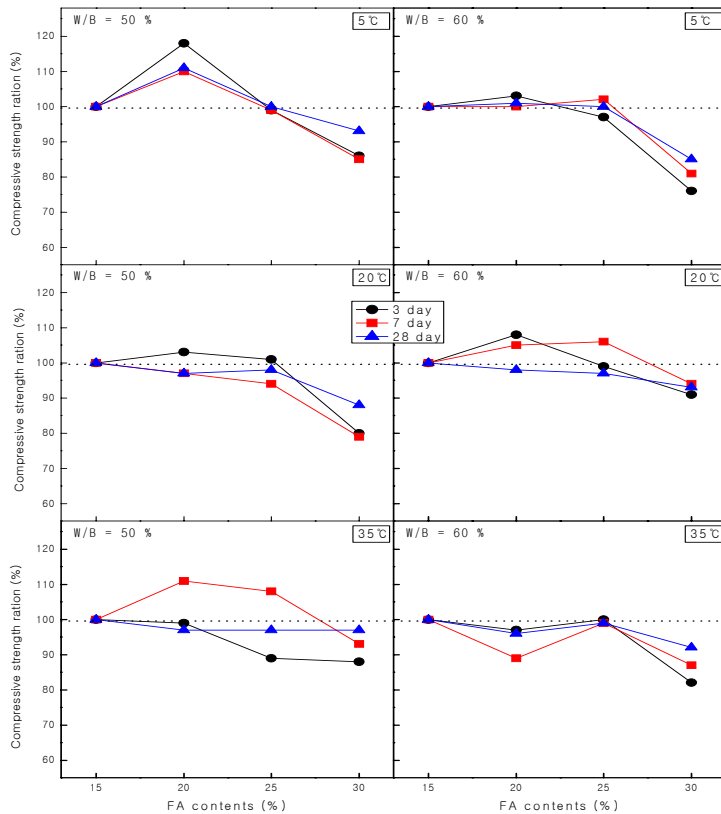 W/B = 50 %
5℃
W/B = 60 %
5℃
Compressive strength ration (%)
120
110
100
90
80
70
60
W/B = 50 %
20℃
W/B = 60 %
20℃
3 day
7 day
28 day
Compressive strength ration (%)
120
110
100
90
80
70
60
W/B = 50 %
35℃
W/B = 60 %
35℃
Compressive strength ration (%)
120
110
100
90
80
70
60
15 20 25 30
15 20 25 30
FA contents (%)
FA contents (%)